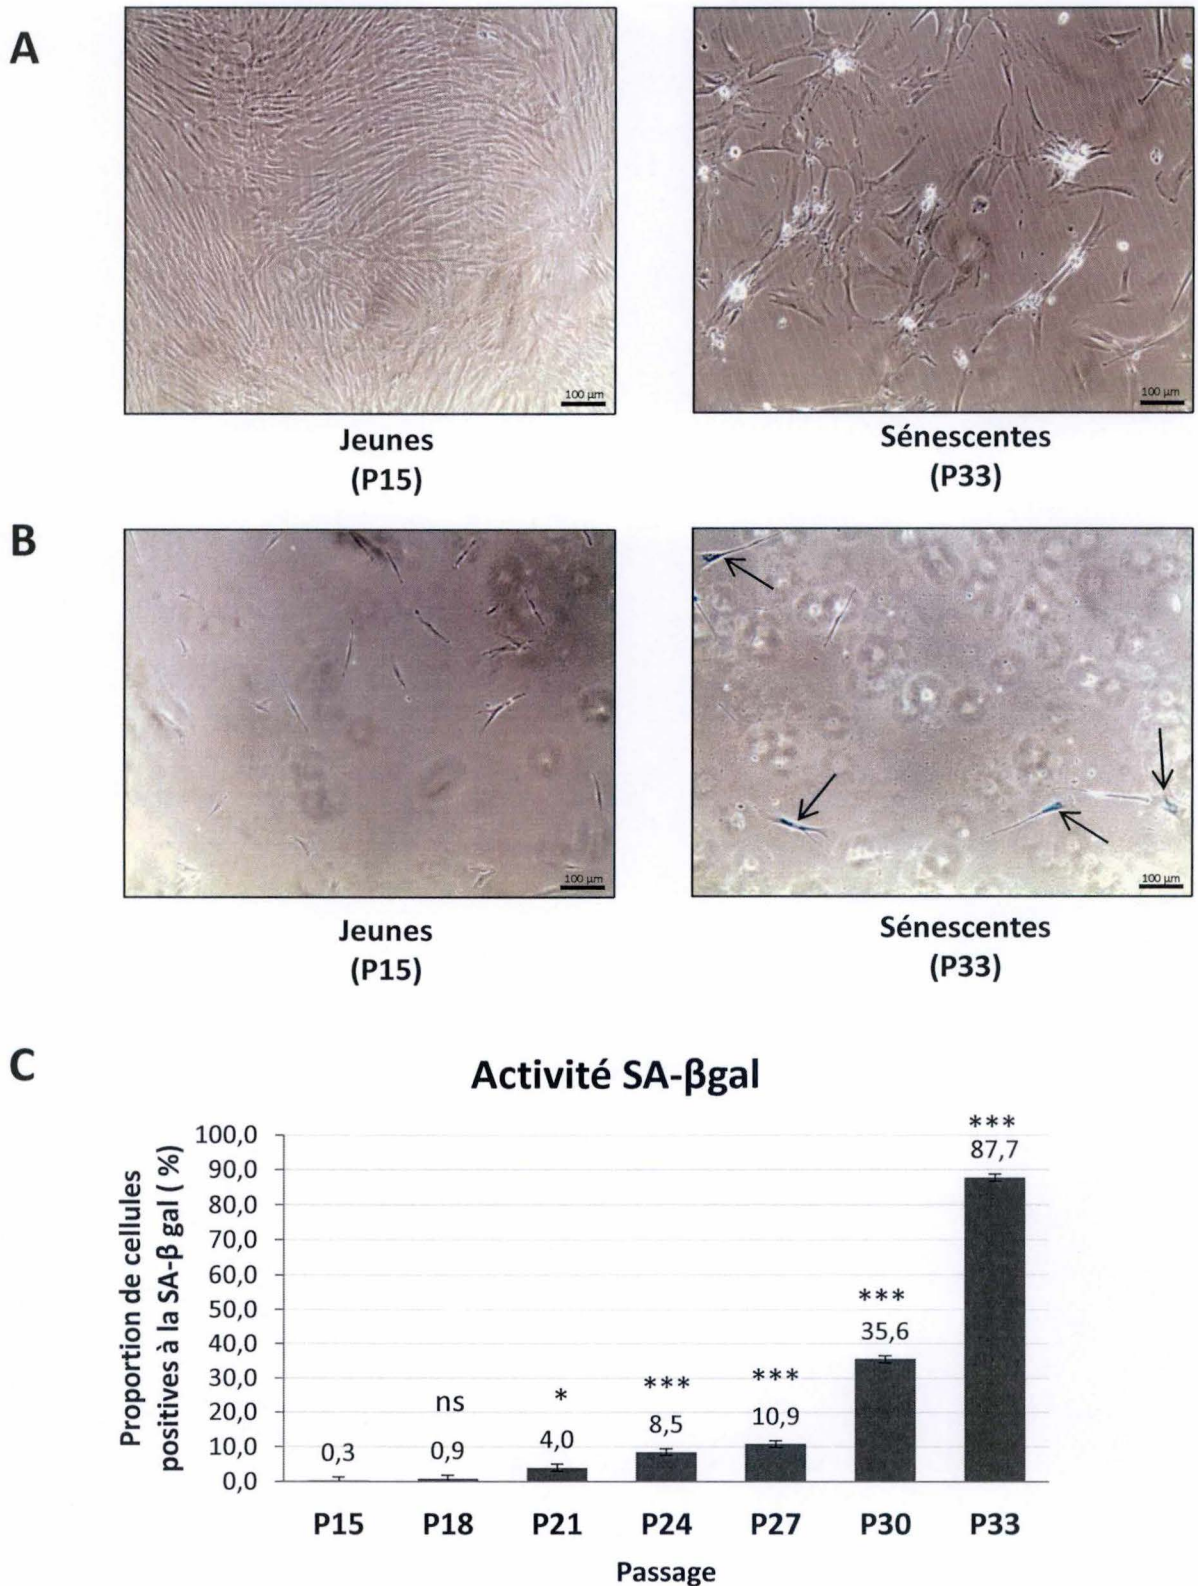 A
100 µm
100 µm
Jeunes
(P15)
Sénescentes
(P33)
B
100 µm
100 µm
Jeunes
(P15)
Sénescentes
(P33)
C
Activité SA-βgal
Proportion de cellules
positives à la SA-β gal ( %)
100,0
90,0
80,0
70,0
60,0
50,0
40,0
30,0
20,0
10,0
0,0
0,3
ns
0,9
*
4,0
***
8,5
***
10,9
***
35,6
***
87,7
P15 P18 P21 P24 P27 P30 P33
Passage